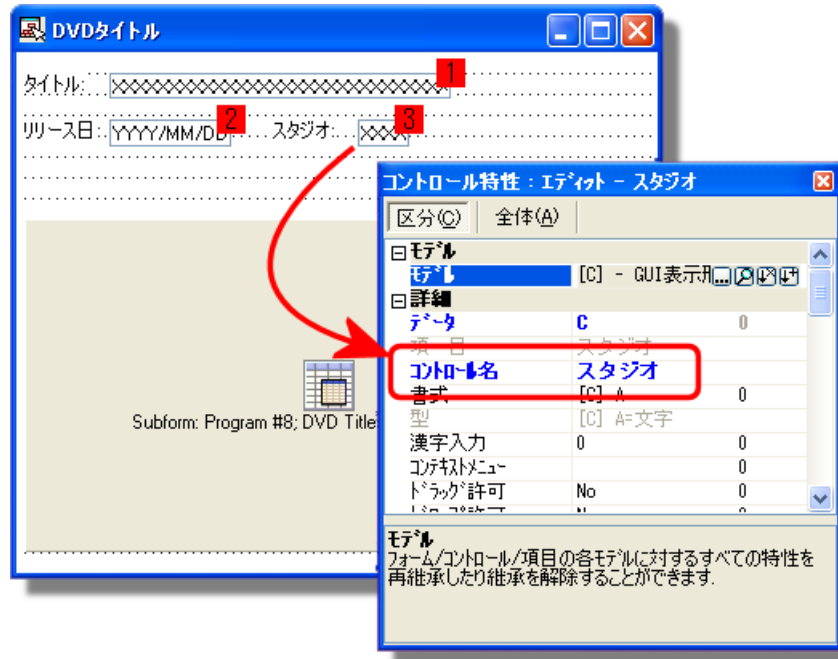 DVDタイトル
タイトル: XXXXXXXXXXXXXXXXXXXXXXXXXXXX 1
リリース日: YYYY/MM/DD 2 スタジオ: XXXX 3
Subform: Program #8; DVD Title
コントロール特性 : エディット - スタジオ
区分(C) 全体(A)
モデル
モデル [C] - GUI表示用...
詳細
データ C 0
項 目 スタジオ
コントロール名 スタジオ
書式 [C] A 0
型 [C] A=文字
漢字入力 0 0
コンテキストメニュー 0
ドラッグ許可 No 0
モデル
フォーム/コントロール/項目の各モデルに対するすべての特性を
再継承したり継承を解除することができます.